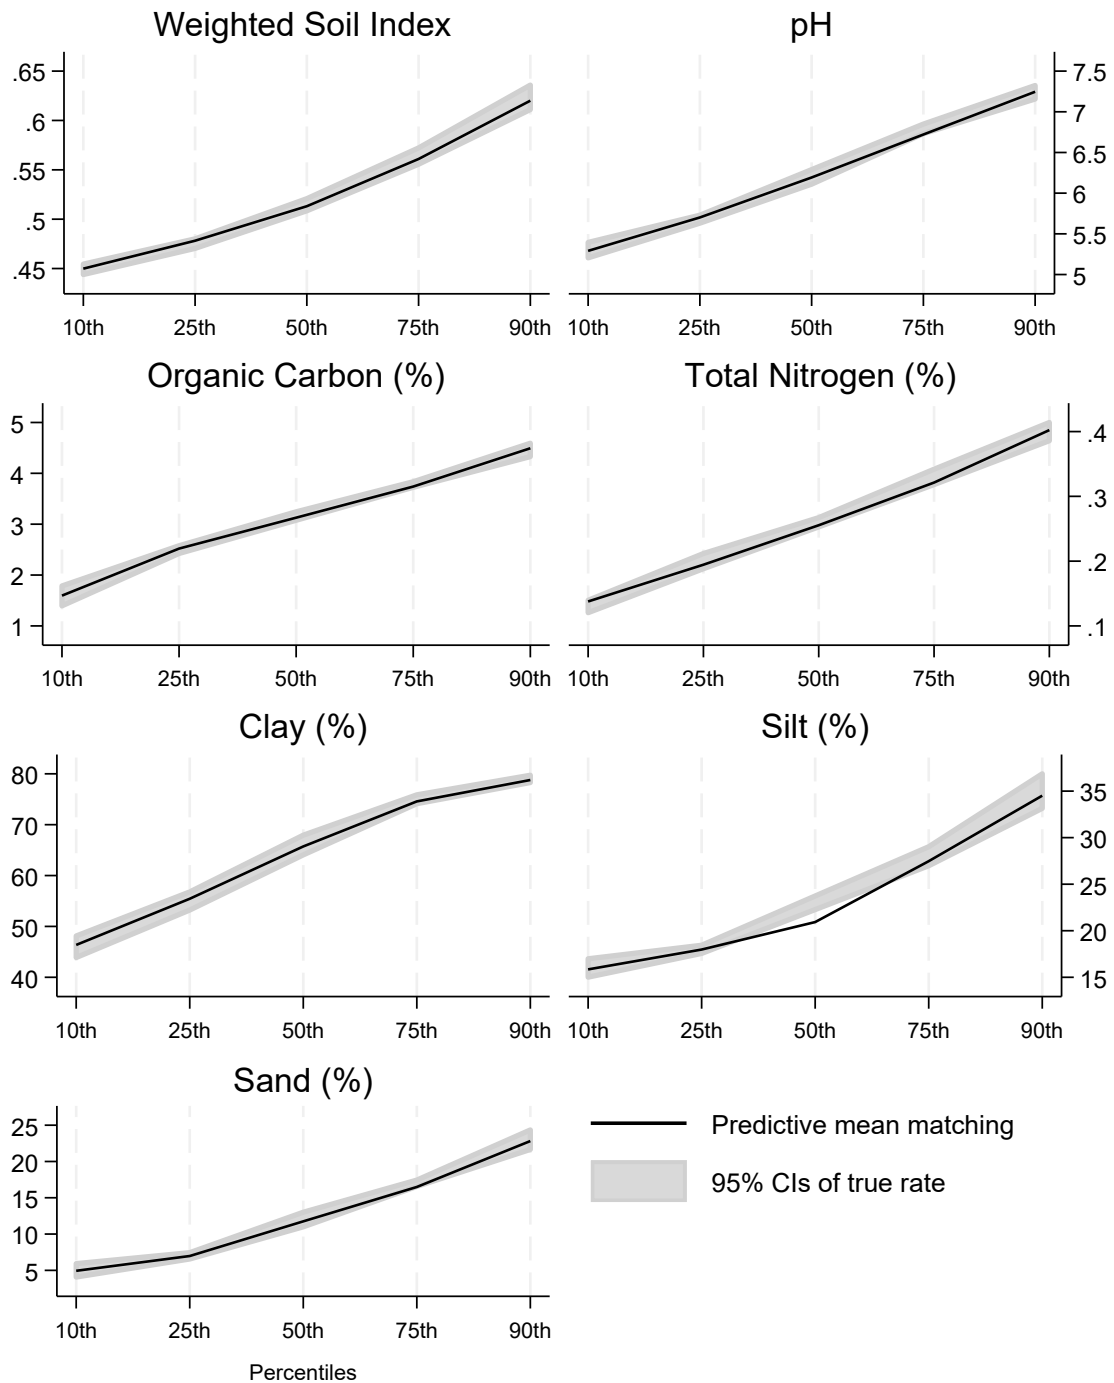 Weighted Soil Index
.65
.6
.55
.5
.45
10th 25th 50th 75th 90th
pH
7.5
7
6.5
6
5.5
5
10th 25th 50th 75th 90th
Organic Carbon (%)
5
4
3
2
1
10th 25th 50th 75th 90th
Total Nitrogen (%)
.4
.3
.2
.1
10th 25th 50th 75th 90th
Clay (%)
80
70
60
50
40
10th 25th 50th 75th 90th
Silt (%)
35
30
25
20
15
10th 25th 50th 75th 90th
Sand (%)
25
20
15
10
5
10th 25th 50th 75th 90th
Percentiles
Predictive mean matching
95% CIs of true rate